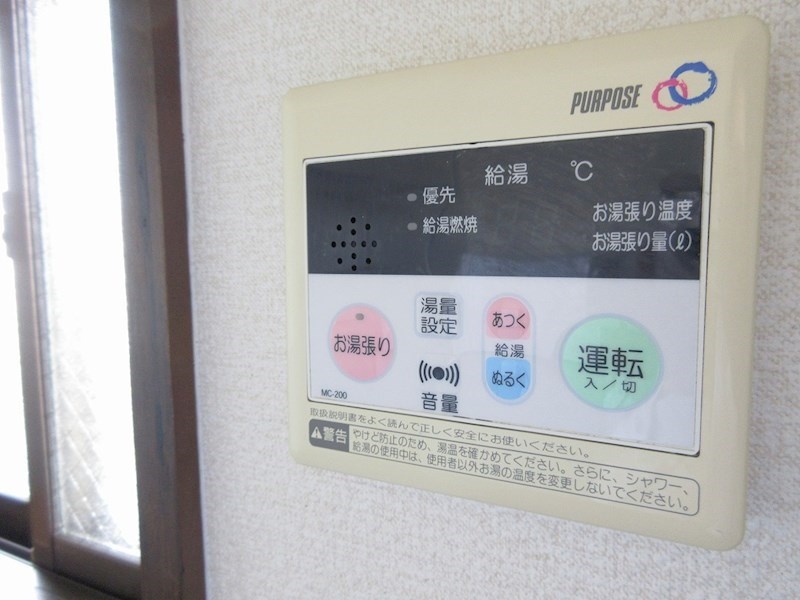 PURPOSE
給湯 ℃
優先
給湯燃焼
お湯張り温度
お湯張り量(ℓ)
お湯張り
湯量
設定
音量
あつく
給湯
ぬるく
運転
入/切
MC-200
取扱説明書をよく読んで正しく安全にお使いください。
警告
やけど防止のため、湯温を確かめてください。さらに、シャワー、
給湯の使用中は、使用者以外お湯の温度を変更しないでください。